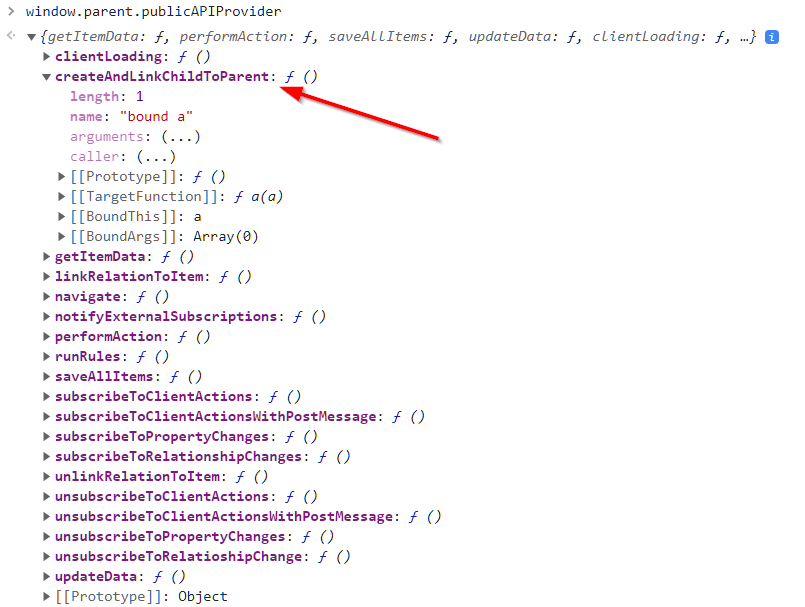 > window.parent.publicAPIProvider
<· ▼{getItemData: ƒ, performAction: ƒ, saveAllItems: ƒ, updateData: ƒ, clientLoading: ƒ, …} i
▶ clientLoading: ƒ ()
▼ createAndLinkChildToParent: ƒ ()
length: 1
name: "bound a"
arguments: (...)
caller: (...)
▶ [[Prototype]]: ƒ ()
▶ [[TargetFunction]]: ƒ a(a)
▶ [[BoundThis]]: a
▶ [[BoundArgs]]: Array(0)
▶ getItemData: ƒ ()
▶ linkRelationToItem: ƒ ()
▶ navigate: ƒ ()
▶ notifyExternalSubscriptions: ƒ ()
▶ performAction: ƒ ()
▶ runRules: ƒ ()
▶ saveAllItems: ƒ ()
▶ subscribeToClientActions: ƒ ()
▶ subscribeToClientActionsWithPostMessage: ƒ ()
▶ subscribeToPropertyChanges: ƒ ()
▶ subscribeToRelationshipChanges: ƒ ()
▶ unlinkRelationToItem: ƒ ()
▶ unsubscribeToClientActions: ƒ ()
▶ unsubscribeToClientActionsWithPostMessage: ƒ ()
▶ unsubscribeToPropertyChanges: ƒ ()
▶ unsubscribeToRelatioshipChange: ƒ ()
▶ updateData: ƒ ()
▶ [[Prototype]]: Object